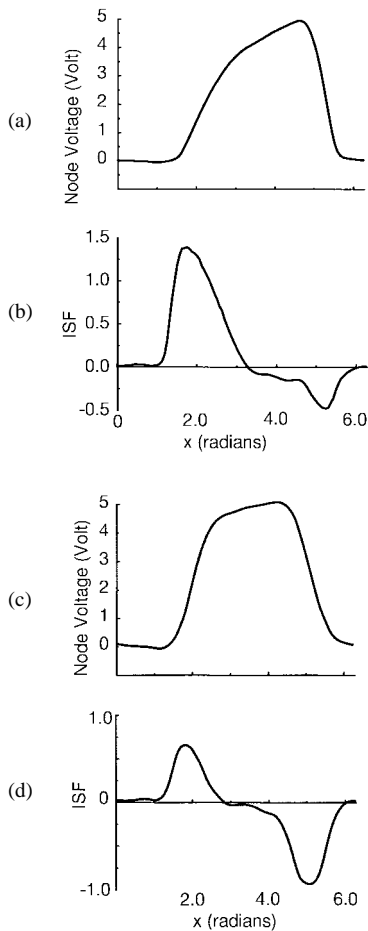 (a)
Node Voltage (Volt)
5
4
3
2
1
0
(b)
ISF
1.5
1.0
0.5
0.0
-0.5
0 2.0 4.0 6.0
x (radians)
(c)
Node Voltage (Volt)
5
4
3
2
1
0
(d)
ISF
1.0
0
-1.0
2.0 4.0 6.0
x (radians)